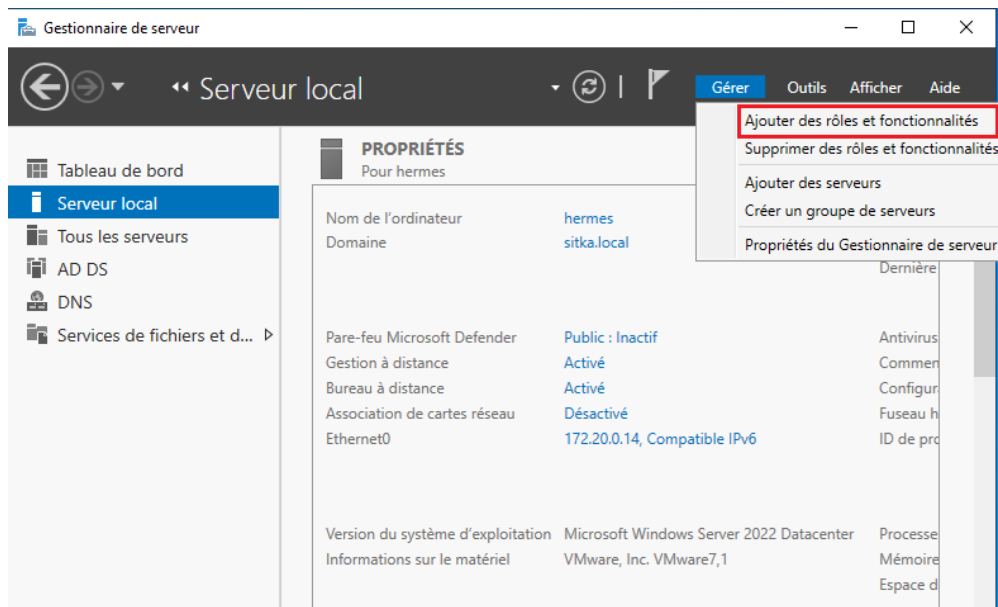 Gestionnaire de serveur
Serveur local
Gérer Outils Afficher Aide
Ajouter des rôles et fonctionnalités
Supprimer des rôles et fonctionnalités
Ajouter des serveurs
Créer un groupe de serveurs
Propriétés du Gestionnaire de serveur
Tableau de bord
Serveur local
Tous les serveurs
AD DS
DNS
Services de fichiers et d...
PROPRIÉTÉS
Pour hermes
Nom de l'ordinateur hermes
Domaine sitka.local
Dernière
Pare-feu Microsoft Defender Public : Inactif Antivirus
Gestion à distance Activé Commen
Bureau à distance Activé Configur
Association de cartes réseau Désactivé Fuseau h
Ethernet0 172.20.0.14, Compatible IPv6 ID de pro
Version du système d'exploitation Microsoft Windows Server 2022 Datacenter Processe
Informations sur le matériel VMware, Inc. VMware7,1 Mémoire
Espace d